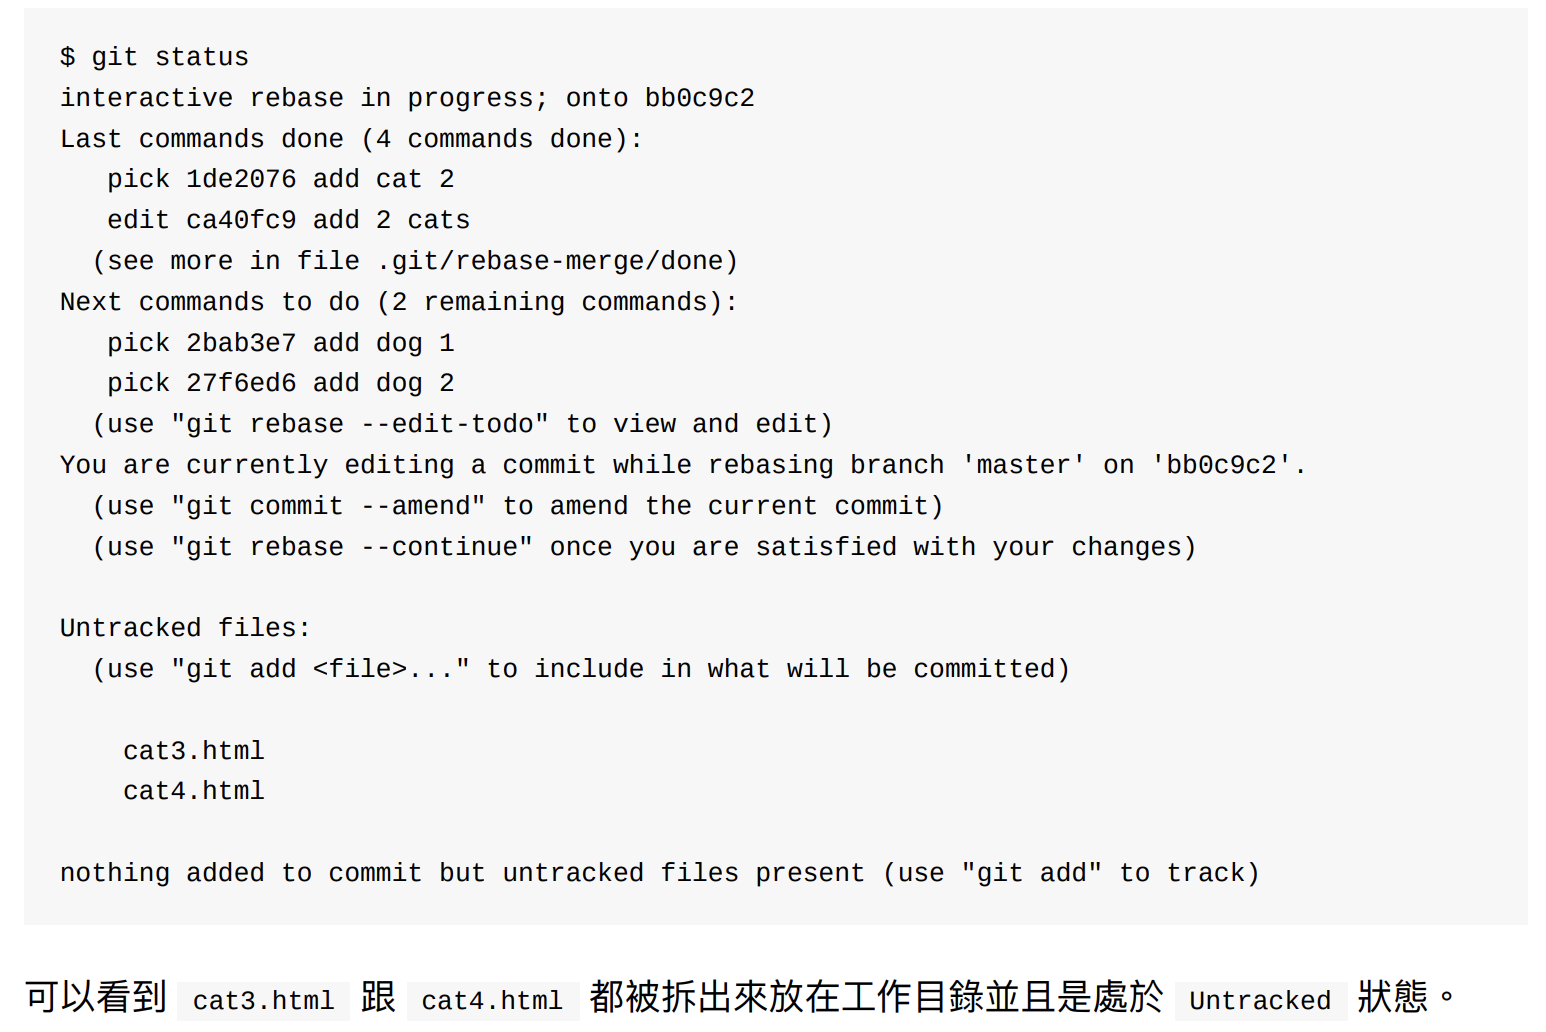 $ git status
interactive rebase in progress; onto bb0c9c2
Last commands done (4 commands done):
   pick 1de2076 add cat 2
   edit ca40fc9 add 2 cats
  (see more in file .git/rebase-merge/done)
Next commands to do (2 remaining commands):
   pick 2bab3e7 add dog 1
   pick 27f6ed6 add dog 2
  (use "git rebase --edit-todo" to view and edit)
You are currently editing a commit while rebasing branch 'master' on 'bb0c9c2'.
  (use "git commit --amend" to amend the current commit)
  (use "git rebase --continue" once you are satisfied with your changes)

Untracked files:
  (use "git add <file>..." to include in what will be committed)

    cat3.html
    cat4.html

nothing added to commit but untracked files present (use "git add" to track)

可以看到 cat3.html 跟 cat4.html 都被拆出來放在工作目錄並且是處於 Untracked 狀態。